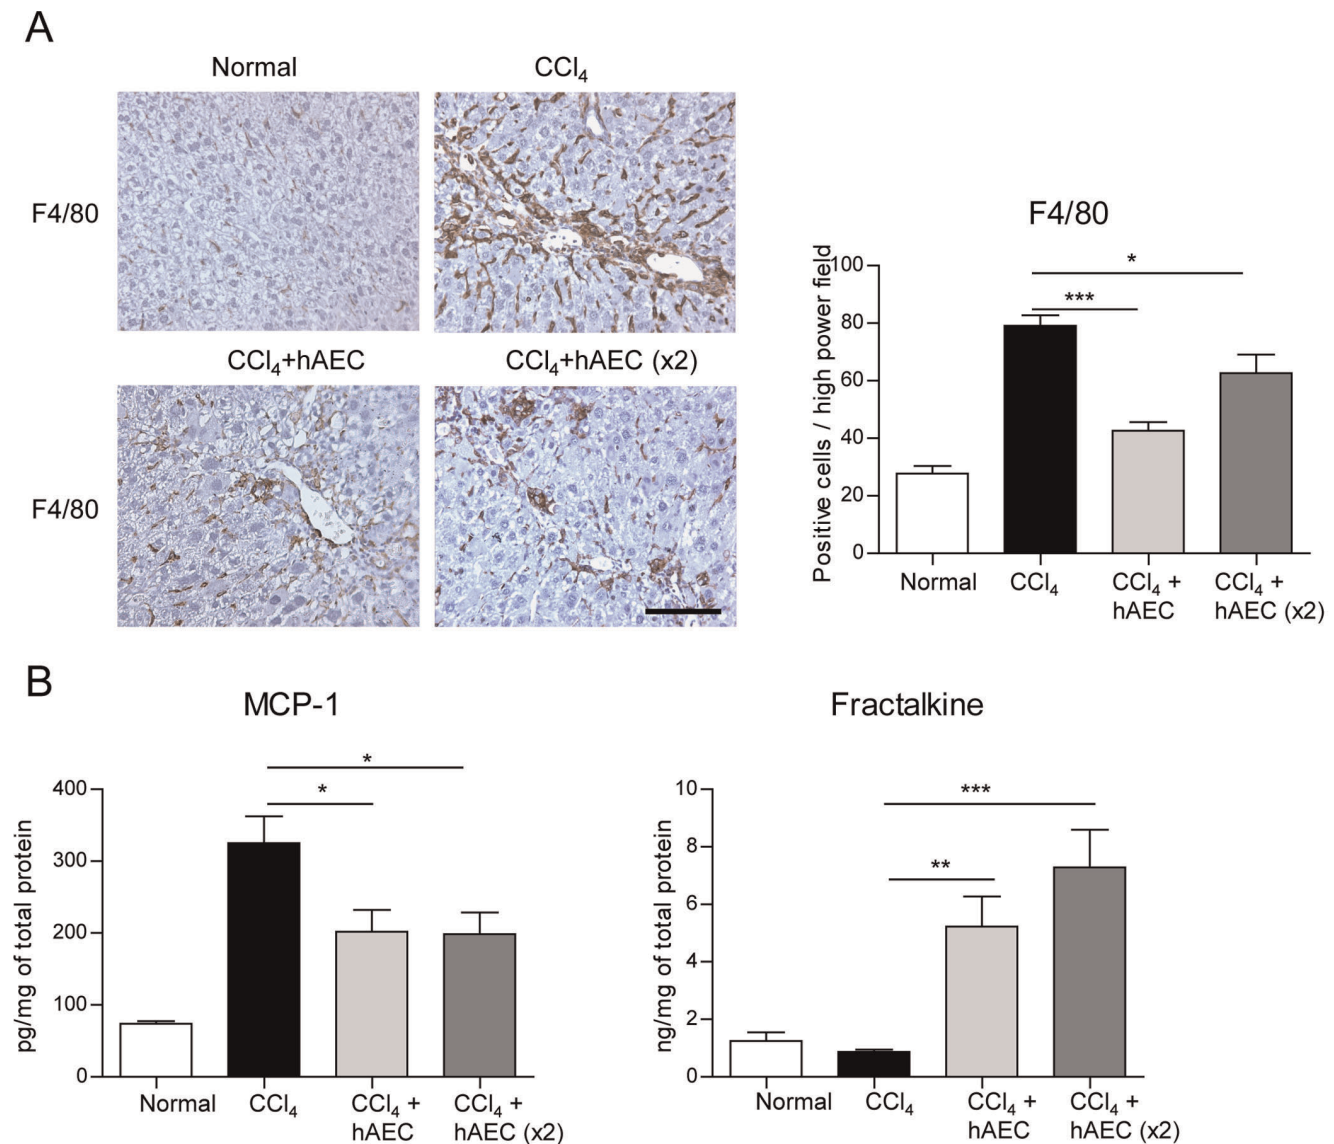 A
Normal
CCl₄
F4/80
CCl₄+hAEC
CCl₄+hAEC (x2)
F4/80
F4/80
Positive cells / high power field
100
80
60
40
20
0
*
***
Normal
CCl₄
CCl₄ +
hAEC
CCl₄ +
hAEC (x2)
B
MCP-1
pg/mg of total protein
400
300
200
100
0
*
*
Normal
CCl₄
CCl₄ +
hAEC
CCl₄ +
hAEC (x2)
Fractalkine
ng/mg of total protein
10
8
6
4
2
0
***
**
Normal
CCl₄
CCl₄ +
hAEC
CCl₄ +
hAEC (x2)